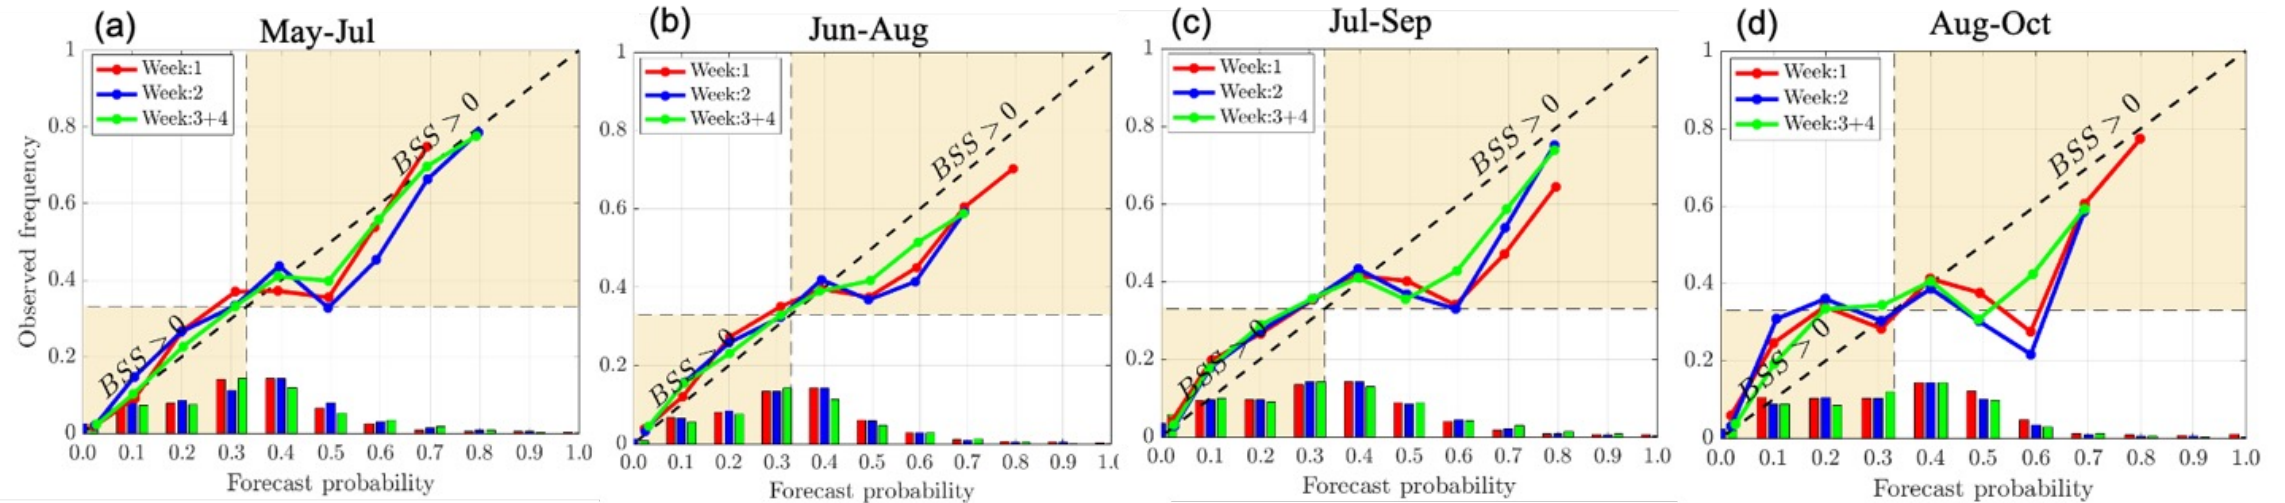 (a) May-Jul
Week:1
Week:2
Week:3+4
BSS > 0
BSS > 0
Observed frequency
1
0.8
0.6
0.4
0.2
0
0.0 0.1 0.2 0.3 0.4 0.5 0.6 0.7 0.8 0.9 1.0
Forecast probability
(b) Jun-Aug
Week:1
Week:2
Week:3+4
BSS > 0
BSS > 0
1
0.8
0.6
0.4
0.2
0
0.0 0.1 0.2 0.3 0.4 0.5 0.6 0.7 0.8 0.9 1.0
Forecast probability
(c) Jul-Sep
Week:1
Week:2
Week:3+4
BSS > 0
BSS > 0
1
0.8
0.6
0.4
0.2
0
0.0 0.1 0.2 0.3 0.4 0.5 0.6 0.7 0.8 0.9 1.0
Forecast probability
(d) Aug-Oct
Week:1
Week:2
Week:3+4
BSS > 0
BSS > 0
1
0.8
0.6
0.4
0.2
0
0.0 0.1 0.2 0.3 0.4 0.5 0.6 0.7 0.8 0.9 1.0
Forecast probability